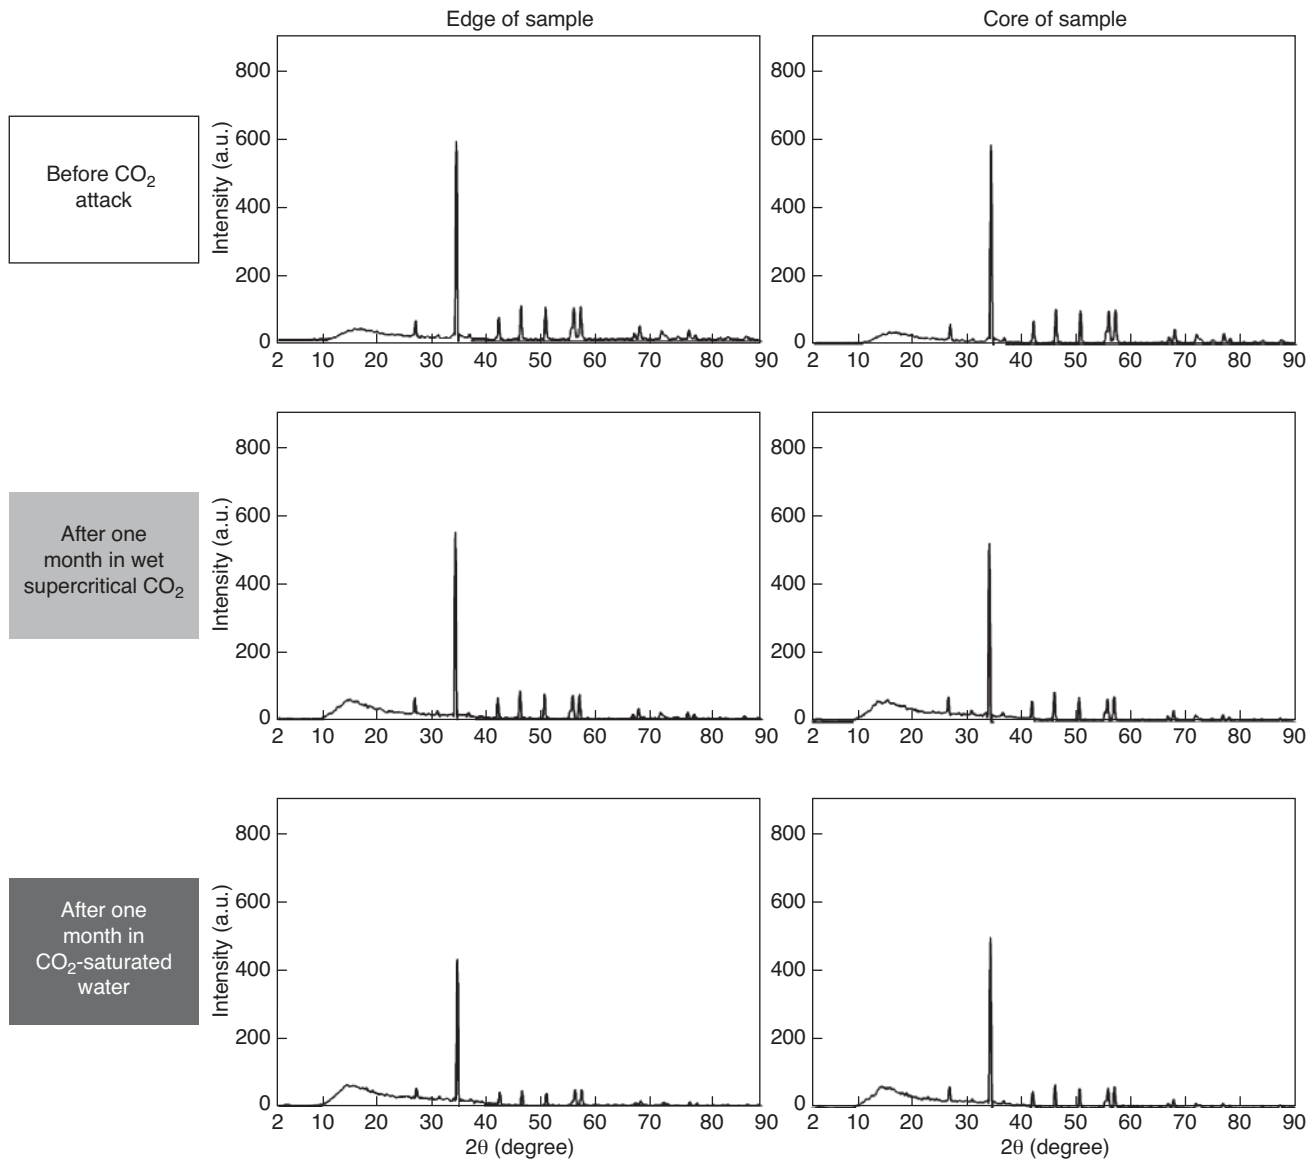 Edge of sample
Core of sample
Before CO2
attack
Intensity (a.u.)
800
600
400
200
0
2 10 20 30 40 50 60 70 80 90
800
600
400
200
0
2 10 20 30 40 50 60 70 80 90
After one
month in wet
supercritical CO2
Intensity (a.u.)
800
600
400
200
0
2 10 20 30 40 50 60 70 80 90
800
600
400
200
0
2 10 20 30 40 50 60 70 80 90
After one
month in
CO2-saturated
water
Intensity (a.u.)
800
600
400
200
0
2 10 20 30 40 50 60 70 80 90
2θ (degree)
800
600
400
200
0
2 10 20 30 40 50 60 70 80 90
2θ (degree)